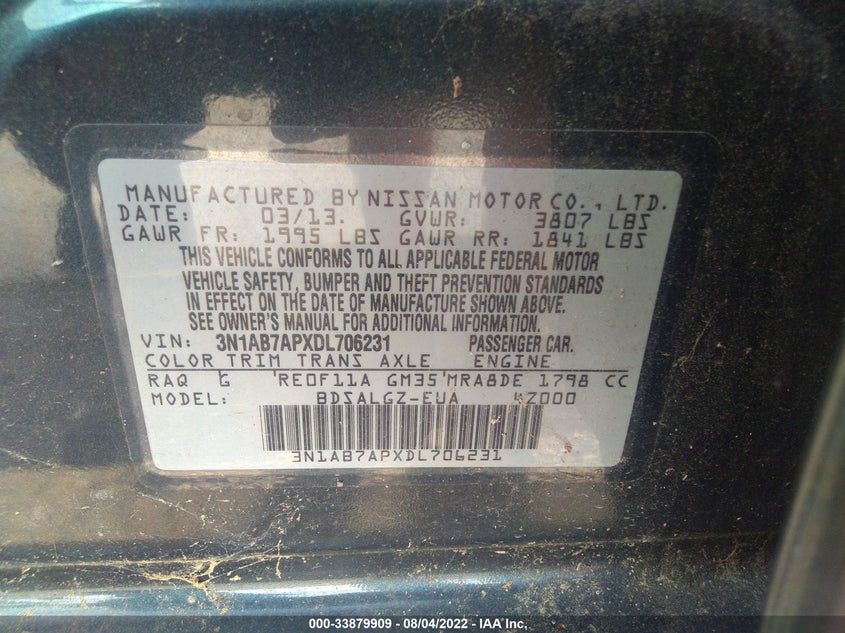 MANUFACTURED BY NISSAN MOTOR CO., LTD.
DATE: 03/13. GVWR: 3807 LBS
GAWR FR: 1995 LBS GAWR RR: 1841 LBS
THIS VEHICLE CONFORMS TO ALL APPLICABLE FEDERAL MOTOR
VEHICLE SAFETY, BUMPER AND THEFT PREVENTION STANDARDS
IN EFFECT ON THE DATE OF MANUFACTURE SHOWN ABOVE.
SEE OWNER'S MANUAL FOR ADDITIONAL INFORMATION.
VIN: 3N1AB7APXDL706231 PASSENGER CAR.
COLOR TRIM TRANS AXLE ENGINE
RAQ G RE0F11A GM35 MRA8DE 1798 CC
MODEL: BDSALGZ-EUA
3N1AB7APXDL706231
000-33879909 - 08/04/2022 - IAA Inc.